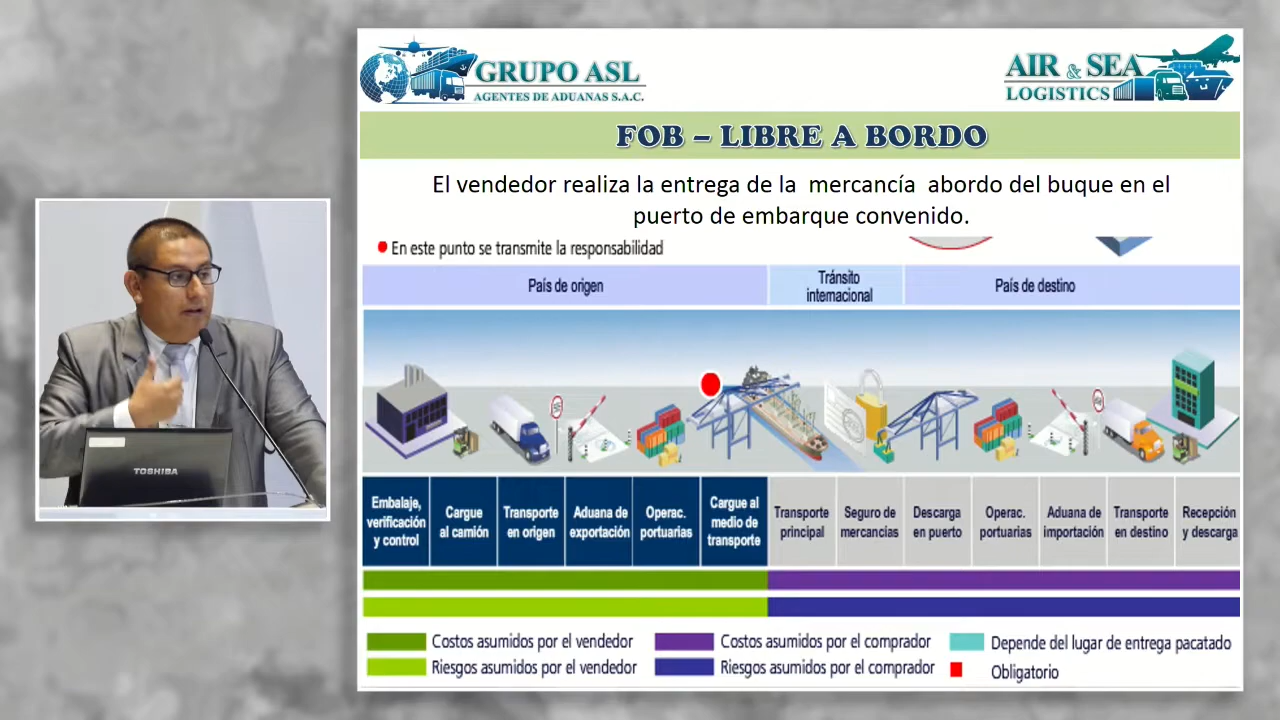 GRUPO ASL
AGENTES DE ADUANAS S.A.C.
AIR & SEA
LOGISTICS
FOB – LIBRE A BORDO
El vendedor realiza la entrega de la mercancía abordo del buque en el
puerto de embarque convenido.
En este punto se transmite la responsabilidad
País de origen
Tránsito
internacional
País de destino
Embalaje,
verificación
y control
Cargue
al camión
Transporte
en origen
Aduana de
exportación
Operac.
portuarias
Cargue al
medio de
transporte
Transporte
principal
Seguro de
mercancías
Descarga
en puerto
Operac.
portuarias
Aduana de
importación
Transporte
en destino
Recepción
y descarga
Costos asumidos por el vendedor
Costos asumidos por el comprador
Depende del lugar de entrega pacatado
Riesgos asumidos por el vendedor
Riesgos asumidos por el comprador
Obligatorio
TOSHIBA